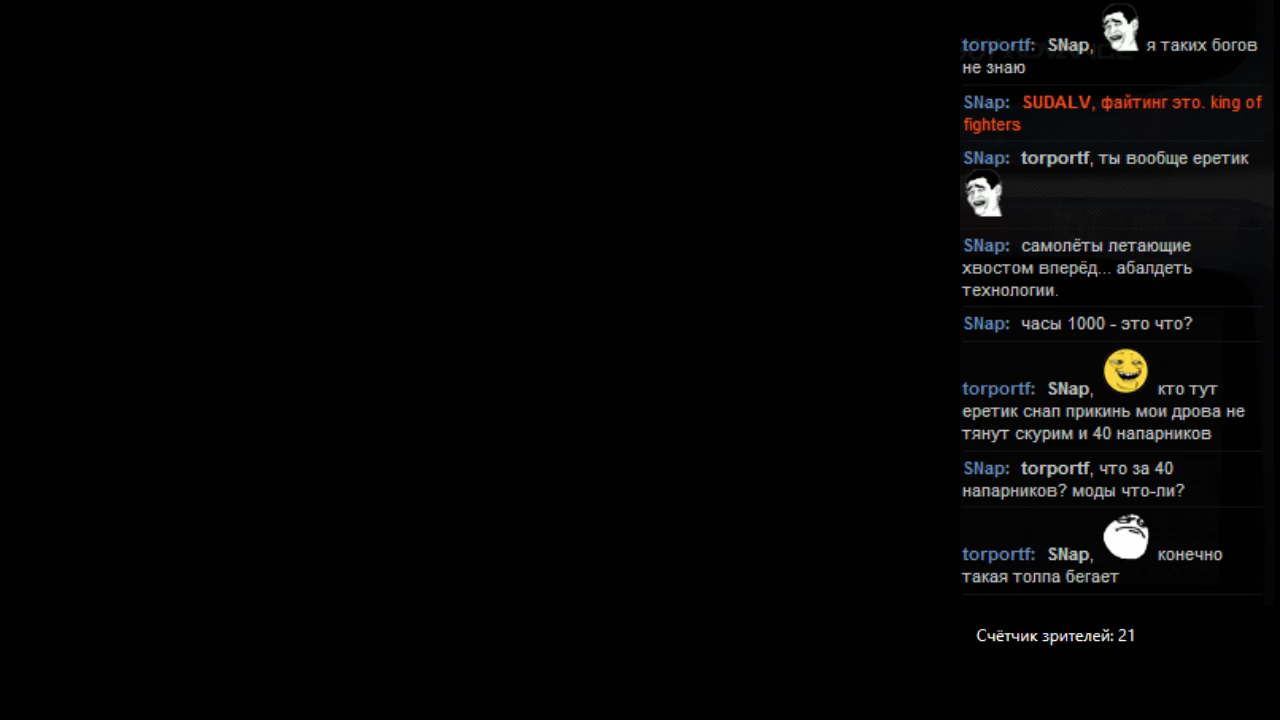 torportf: SNap, я таких богов
не знаю
SNap: SUDALV, файтинг это. king of
fighters
SNap: torportf, ты вообще еретик
SNap: самолёты летающие
хвостом вперёд... абалдеть
технологии.
SNap: часы 1000 - это что?
torportf: SNap, кто тут
еретик снап прикинь мои дрова не
тянут скурим и 40 напарников
SNap: torportf, что за 40
напарников? моды что-ли?
torportf: SNap, конечно
такая толпа бегает
Счётчик зрителей: 21